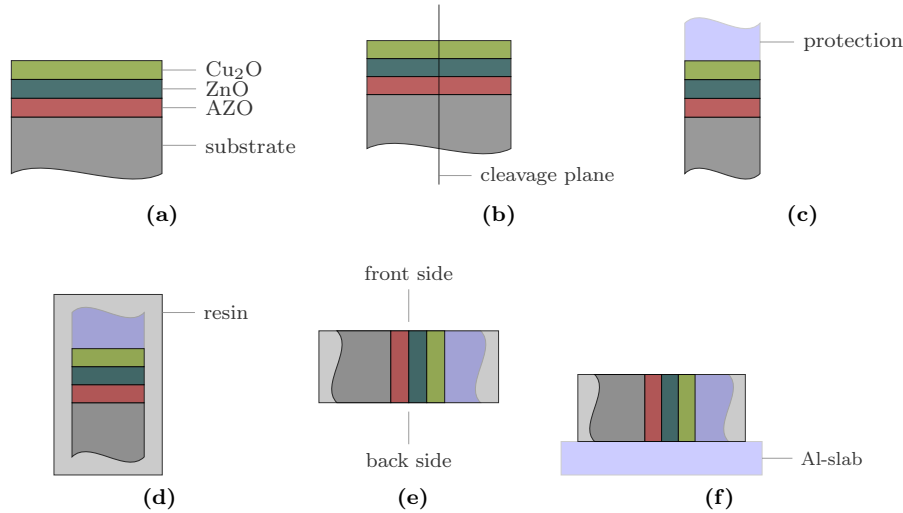 Cu₂O
ZnO
AZO
substrate
(a)
cleavage plane
(b)
protection
(c)
resin
(d)
front side
back side
(e)
Al-slab
(f)